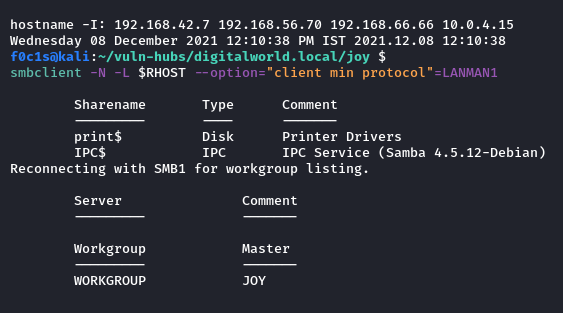 hostname -I: 192.168.42.7 192.168.56.70 192.168.66.66 10.0.4.15
Wednesday 08 December 2021 12:10:38 PM IST 2021.12.08 12:10:38
f0c1s@kali:~/vuln-hubs/digitalworld.local/joy $
smbclient -N -L $RHOST --option="client min protocol"=LANMAN1
Sharename Type Comment
--------- ---- -------
print$ Disk Printer Drivers
IPC$ IPC IPC Service (Samba 4.5.12-Debian)
Reconnecting with SMB1 for workgroup listing.
Server Comment
--------- -------
Workgroup Master
--------- -------
WORKGROUP JOY